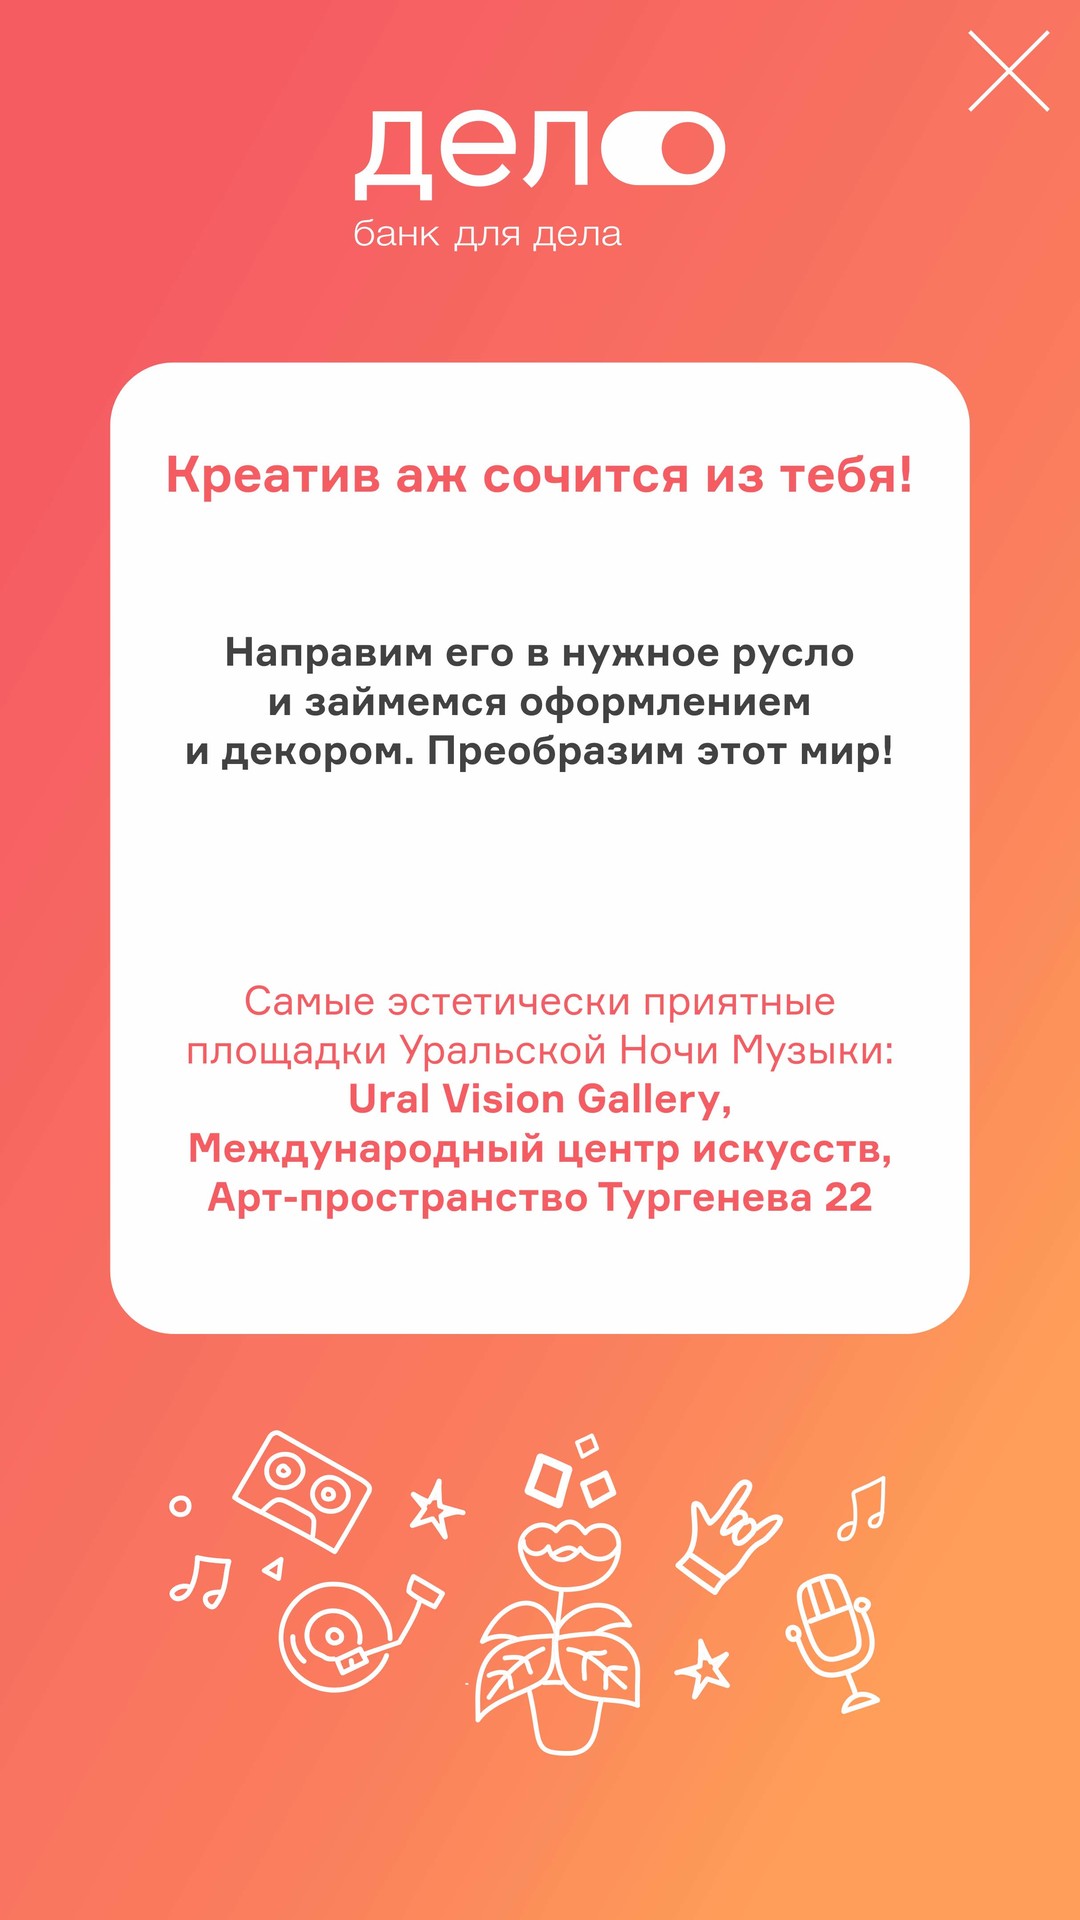 дело
банк для дела
Креатив аж сочится из тебя!
Направим его в нужное русло
и займемся оформлением
и декором. Преобразим этот мир!
Самые эстетически приятные
площадки Уральской Ночи Музыки:
Ural Vision Gallery,
Международный центр искусств,
Арт-пространство Тургенева 22